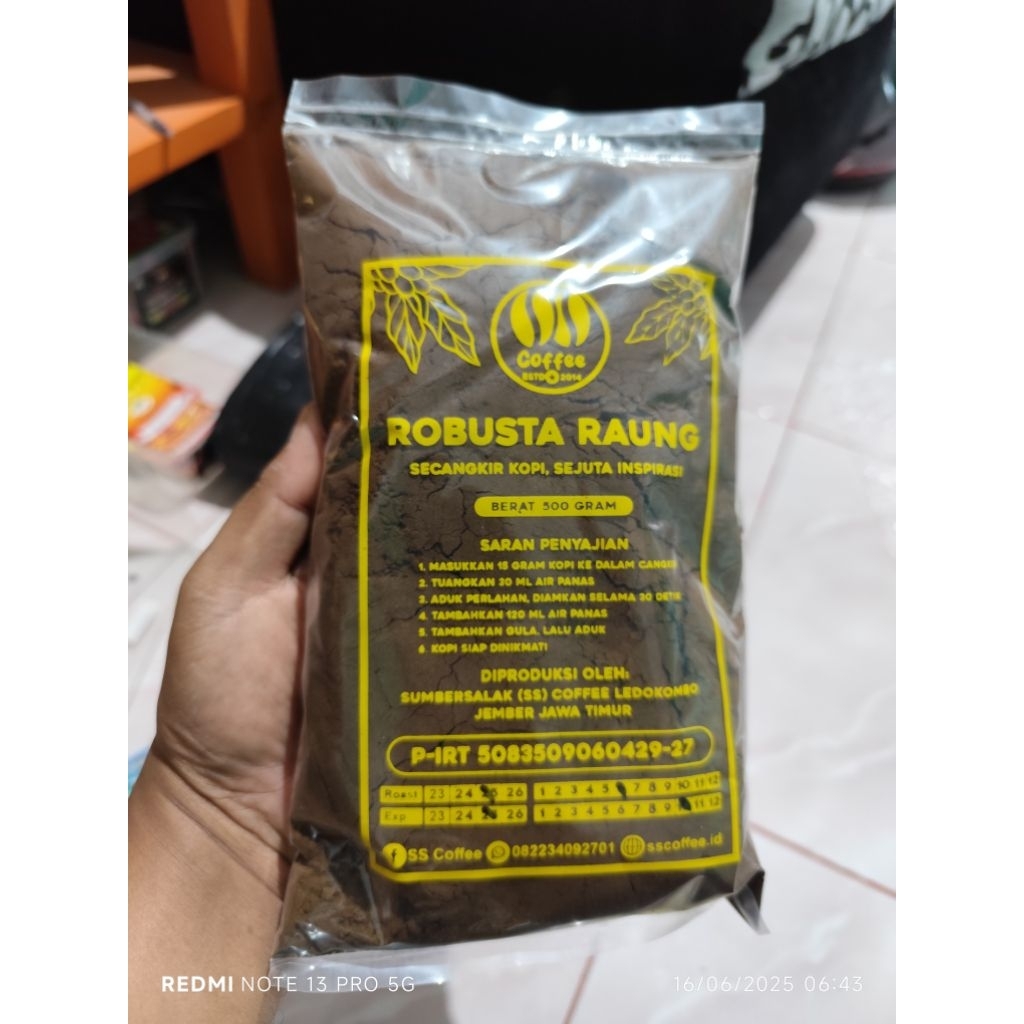 Coffee
ESTD 2014
ROBUSTA RAUNG
SECANGKIR KOPI, SEJUTA INSPIRASI
BERAT 500 GRAM
SARAN PENYAJIAN
1. MASUKKAN 15 GRAM KOPI KE DALAM CANGKIR
2. TUANGKAN 30 ML AIR PANAS
3. ADUK PERLAHAN, DIAMKAN SELAMA 30 DETIK
4. TAMBAHKAN 120 ML AIR PANAS
5. TAMBAHKAN GULA, LALU ADUK
6. KOPI SIAP DINIKMATI
DIPRODUKSI OLEH:
SUMBERSALAK (SS) COFFEE LEDOKOMBO
JEMBER JAWA TIMUR
P-IRT 5083509060429-27
Roast 23 24 25 26 1 2 3 4 5 7 8 9 10 11 12
Exp 23 24 26 1 2 3 4 5 6 7 8 9 11 12
SS Coffee 082234092701 sscoffee.id
REDMI NOTE 13 PRO 5G
16/06/2025 06:43